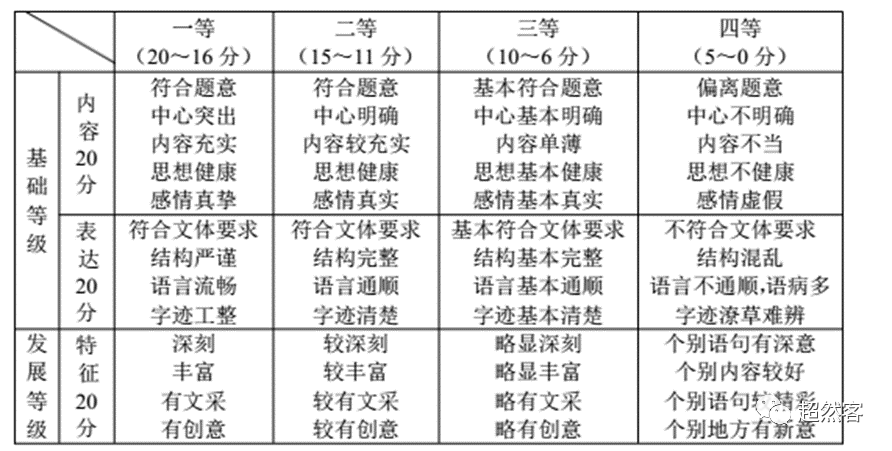 一等 二等 三等 四等
（20～16 分） （15～11 分） （10～6 分） （5～0 分）
基础等级
内容20分
符合题意 符合题意 基本符合题意 偏离题意
中心突出 中心明确 中心基本明确 中心不明确
内容充实 内容较充实 内容单薄 内容不当
思想健康 思想健康 思想基本健康 思想不健康
感情真挚 感情真实 感情基本真实 感情虚假
表达20分
符合文体要求 符合文体要求 基本符合文体要求 不符合文体要求
结构严谨 结构完整 结构基本完整 结构混乱
语言流畅 语言通顺 语言基本通顺 语言不通顺,语病多
字迹工整 字迹清楚 字迹基本清楚 字迹潦草难辨
发展等级
特征20分
深刻 较深刻 略显深刻 个别语句有深意
丰富 较丰富 略显丰富 个别内容较好
有文采 较有文采 略有文采 个别语句较精彩
有创意 较有创意 略有创意 个别地方有新意
超然客